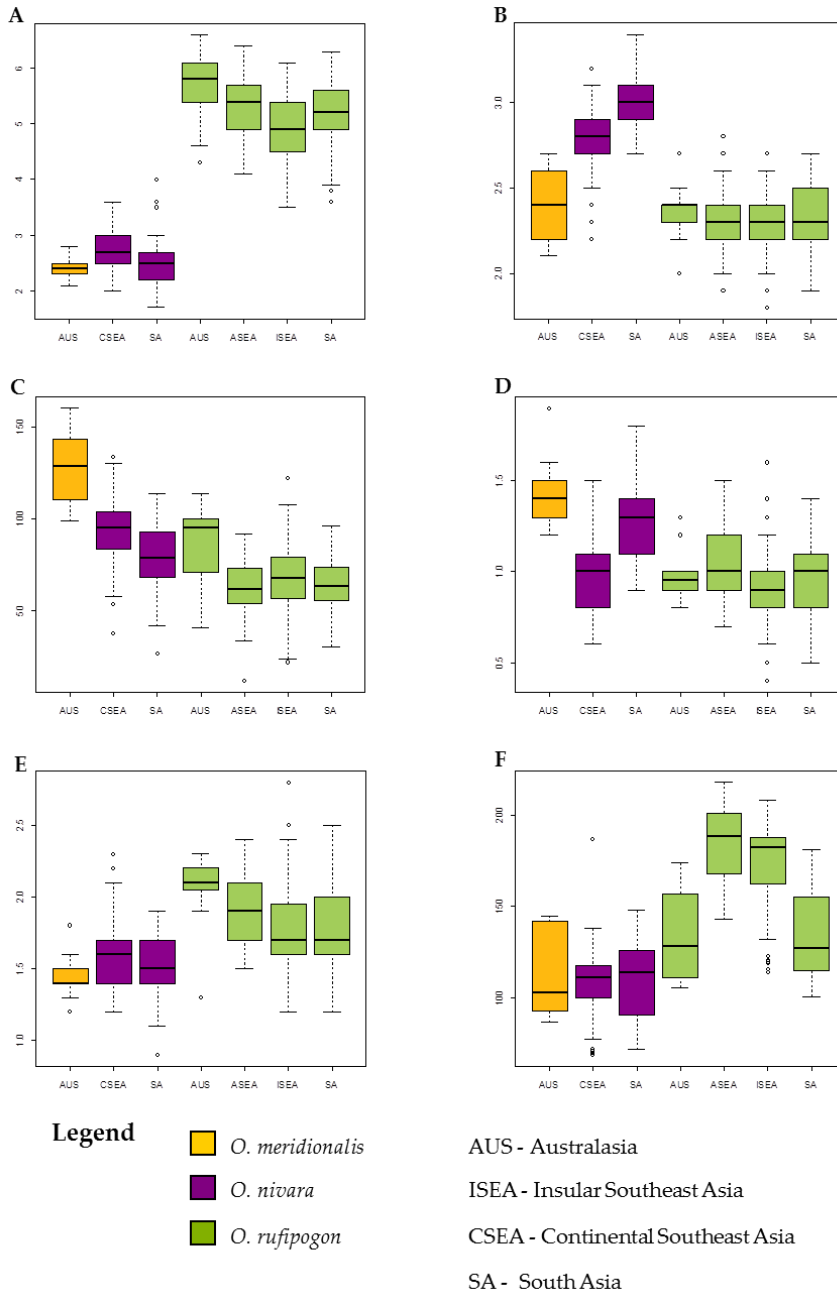 A
B
6
5
4
3
2
3.0
2.5
2.0
AUS CSEA SA AUS ASEA ISEA SA
AUS CSEA SA AUS ASEA ISEA SA
C
D
150
100
50
1.5
1.0
0.5
AUS CSEA SA AUS ASEA ISEA SA
AUS CSEA SA AUS ASEA ISEA SA
E
F
2.5
2.0
1.5
1.0
200
150
100
AUS CSEA SA AUS ASEA ISEA SA
AUS CSEA SA AUS ASEA ISEA SA
Legend
O. meridionalis
O. nivara
O. rufipogon
AUS - Australasia
ISEA - Insular Southeast Asia
CSEA - Continental Southeast Asia
SA - South Asia